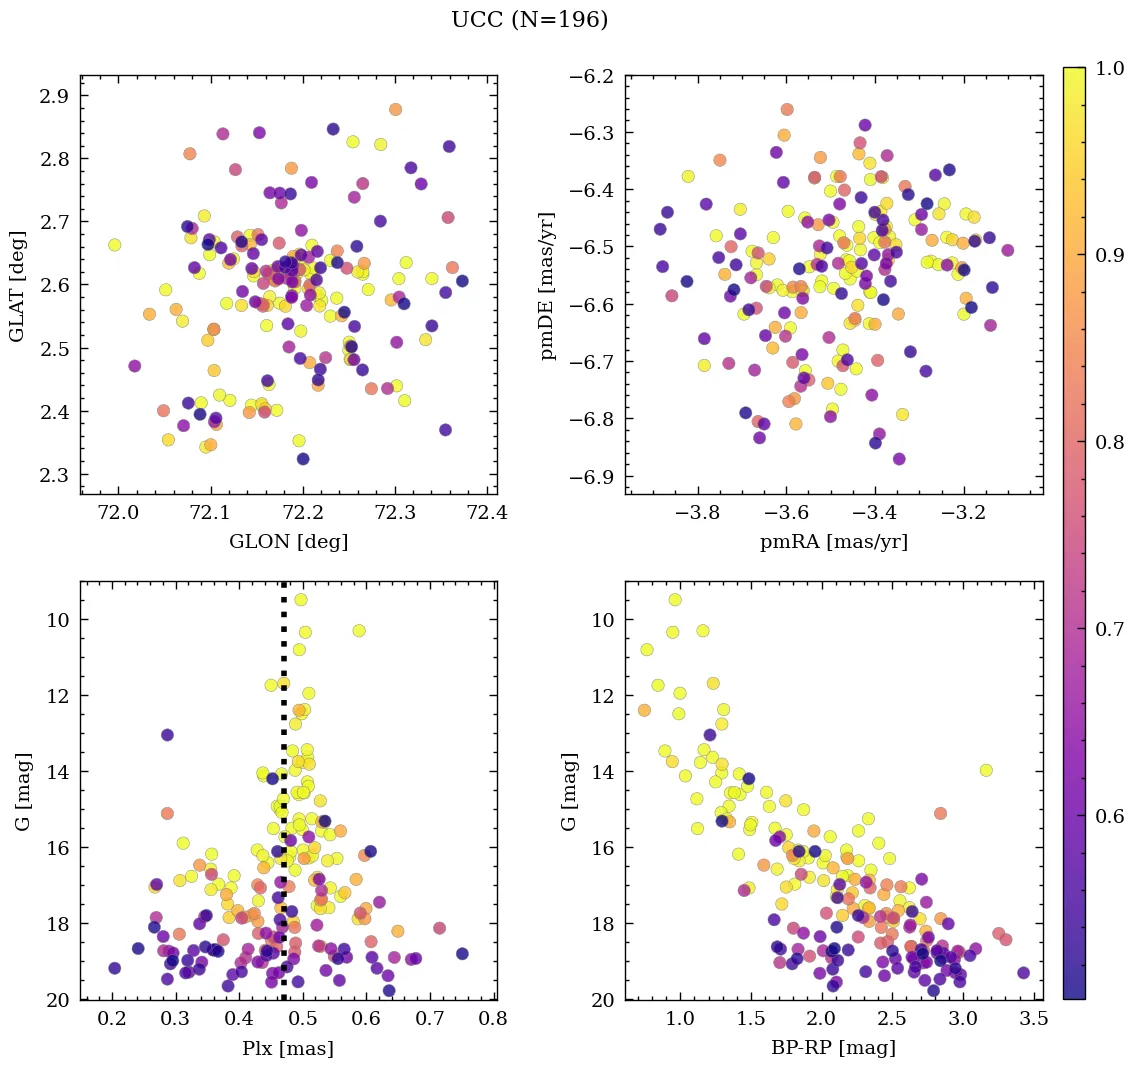 UCC (N=196)
2.9
2.8
2.7
2.6
2.5
2.4
2.3
GLAT [deg]
72.0 72.1 72.2 72.3 72.4
GLON [deg]
−6.2
−6.3
−6.4
−6.5
−6.6
−6.7
−6.8
−6.9
pmDE [mas/yr]
−3.8 −3.6 −3.4 −3.2
pmRA [mas/yr]
10
12
14
16
18
20
G [mag]
0.2 0.3 0.4 0.5 0.6 0.7 0.8
Plx [mas]
10
12
14
16
18
20
G [mag]
1.0 1.5 2.0 2.5 3.0 3.5
BP-RP [mag]
1.0
0.9
0.8
0.7
0.6